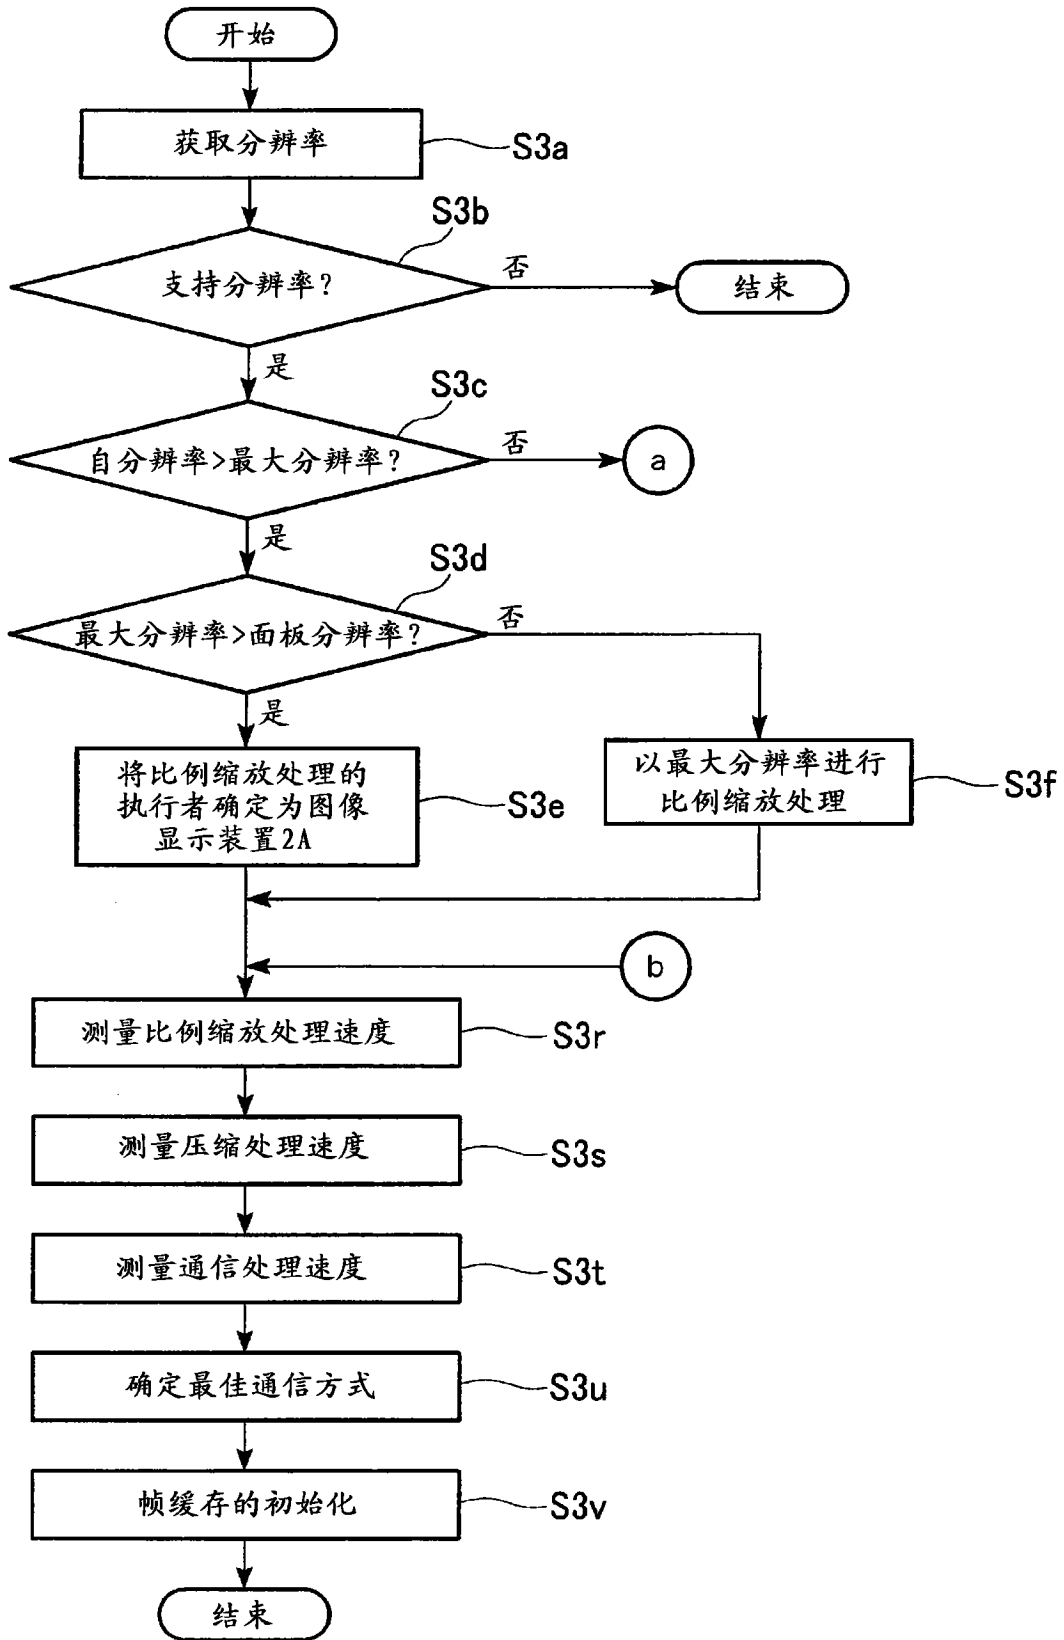 开始
获取分辨率
S3a
S3b
支持分辨率?
否
结束
是
S3c
自分辨率>最大分辨率?
否
a
是
S3d
最大分辨率>面板分辨率?
否
是
将比例缩放处理的
执行者确定为图像
显示装置2A
S3e
以最大分辨率进行
比例缩放处理
S3f
b
测量比例缩放处理速度
S3r
测量压缩处理速度
S3s
测量通信处理速度
S3t
确定最佳通信方式
S3u
帧缓存的初始化
S3v
结束